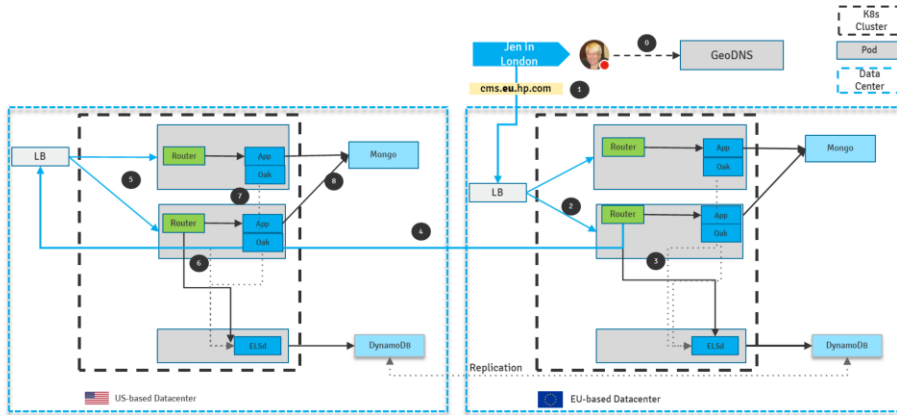 K8s
Cluster
Pod
Data
Center
Jen in
London
0
GeoDNS
cms.eu.hp.com
1
LB
Router
App
Oak
Mongo
5
7
8
Router
App
Oak
6
4
ELSd
DynamoDB
US-based Datacenter
Replication
LB
Router
App
Oak
Mongo
2
Router
App
Oak
3
ELSd
DynamoDB
EU-based Datacenter